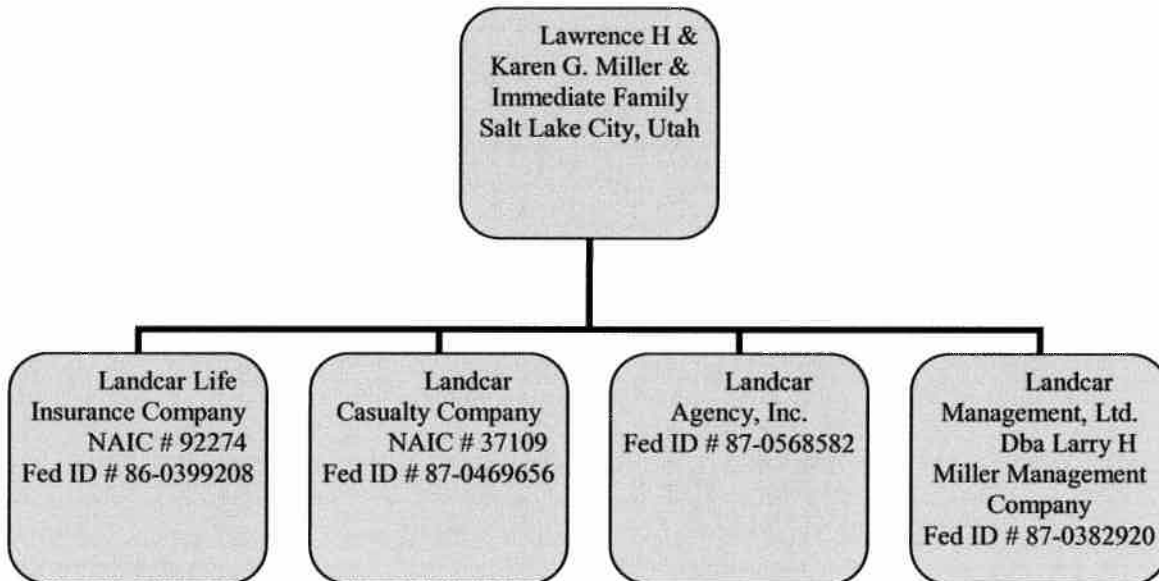 Lawrence H &
Karen G. Miller &
Immediate Family
Salt Lake City, Utah
Landcar Life
Insurance Company
NAIC # 92274
Fed ID # 86-0399208
Landcar
Casualty Company
NAIC # 37109
Fed ID # 87-0469656
Landcar
Agency, Inc.
Fed ID # 87-0568582
Landcar
Management, Ltd.
Dba Larry H
Miller Management
Company
Fed ID # 87-0382920